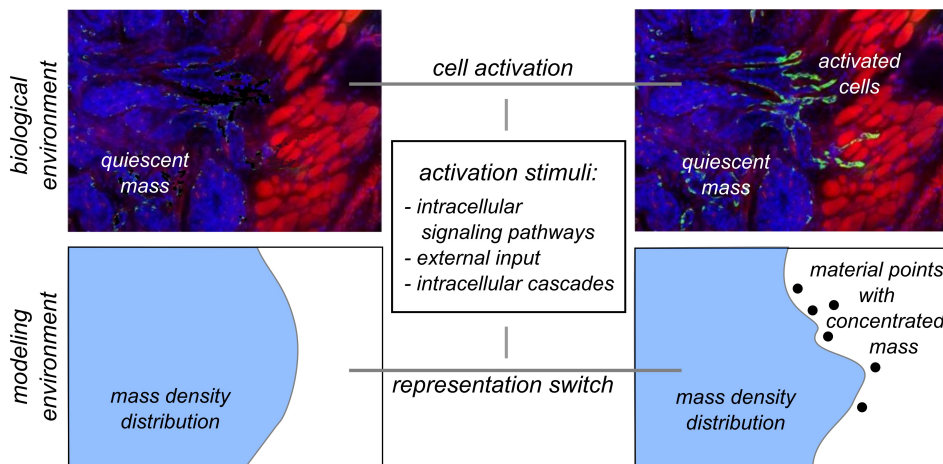 biological
environment
quiescent
mass
cell activation
activated
cells
quiescent
mass
activation stimuli:
- intracellular
signaling pathways
- external input
- intracellular cascades
modeling
environment
mass density
distribution
representation switch
material points
with
concentrated
mass
mass density
distribution